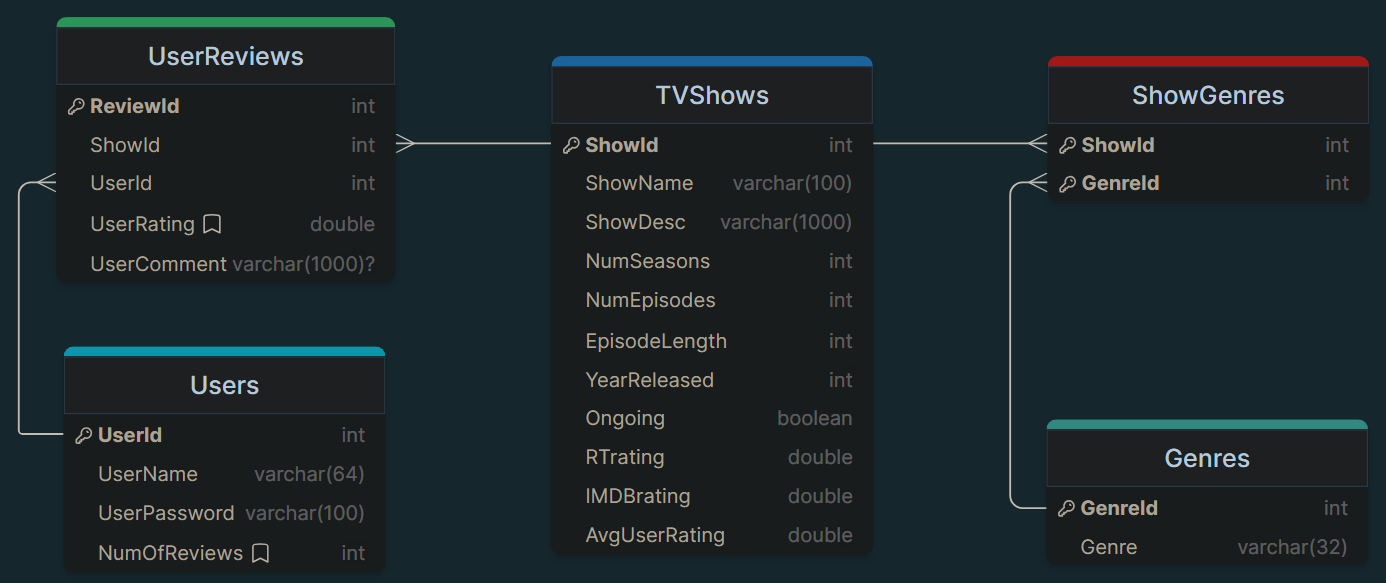 UserReviews
ReviewId int
ShowId int
UserId int
UserRating double
UserComment varchar(1000)?
Users
UserId int
UserName varchar(64)
UserPassword varchar(100)
NumOfReviews int
TVShows
ShowId int
ShowName varchar(100)
ShowDesc varchar(1000)
NumSeasons int
NumEpisodes int
EpisodeLength int
YearReleased int
Ongoing boolean
RTrating double
IMDBrating double
AvgUserRating double
ShowGenres
ShowId int
GenreId int
Genres
GenreId int
Genre varchar(32)